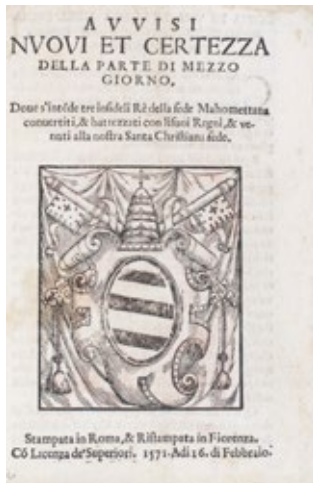 AVVISI
NVOVI ET CERTEZZA
DELLA PARTE DI MEZZO
GIORNO.
Doue s'intēde tre infideli Rè della fede Mahomettana
conuertiti, & battezzati con li suoi Regni, & ve-
nuti alla nostra Santa Christiana fede.
Stampata in Roma, & Ristampata in Fiorenza.
Cō Licenza de' Superiori. 1571. Adi 16. di Febbraio.